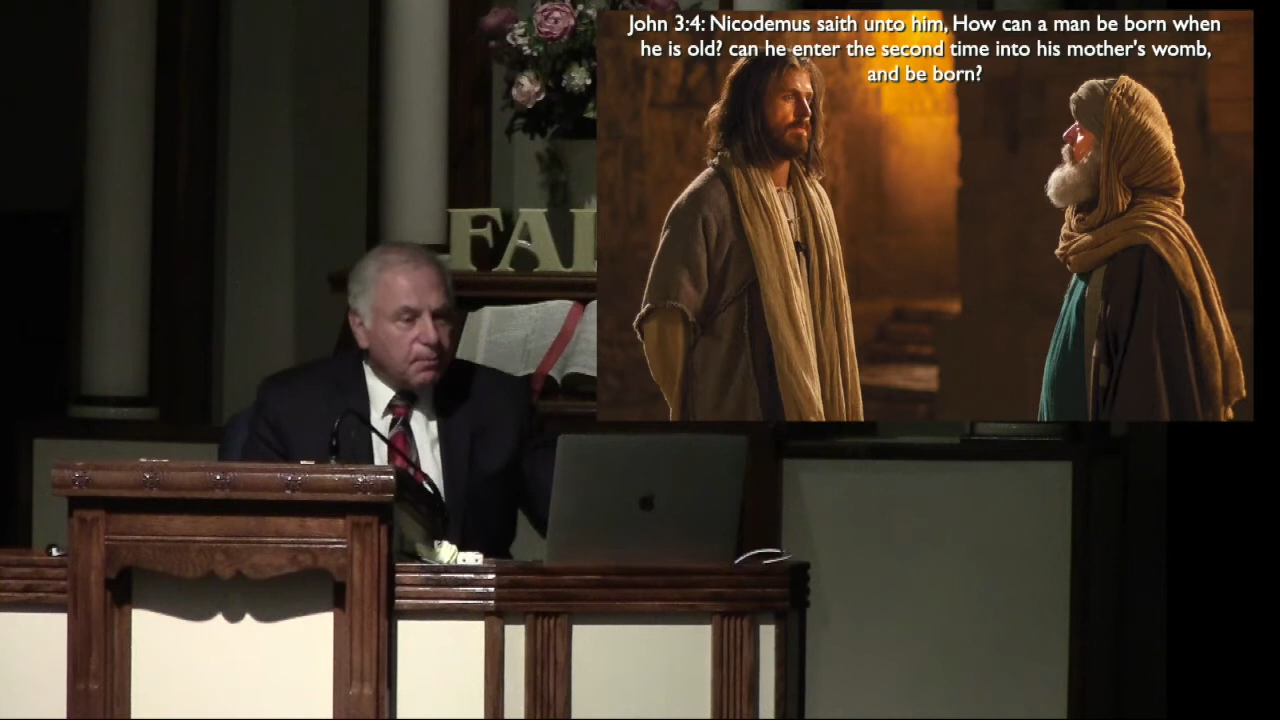 John 3:4: Nicodemus saith unto him, How can a man be born when
he is old? can he enter the second time into his mother's womb,
and be born?
FAI